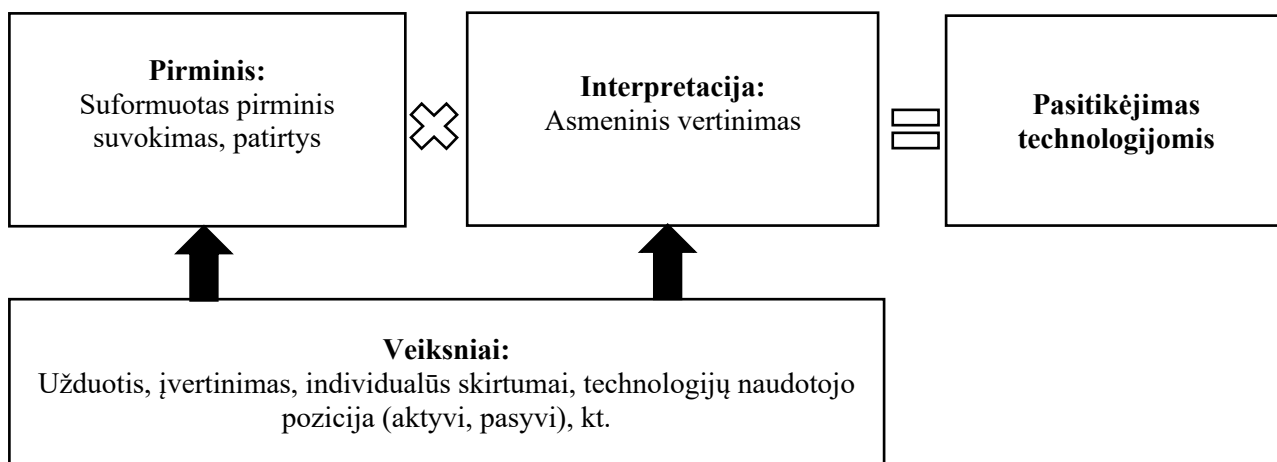 Pirminis:
Suformuotas pirminis
suvokimas, patirtys
Interpretacija:
Asmeninis vertinimas
Pasitikėjimas
technologijomis
Veiksniai:
Užduotis, įvertinimas, individualūs skirtumai, technologijų naudotojo
pozicija (aktyvi, pasyvi), kt.